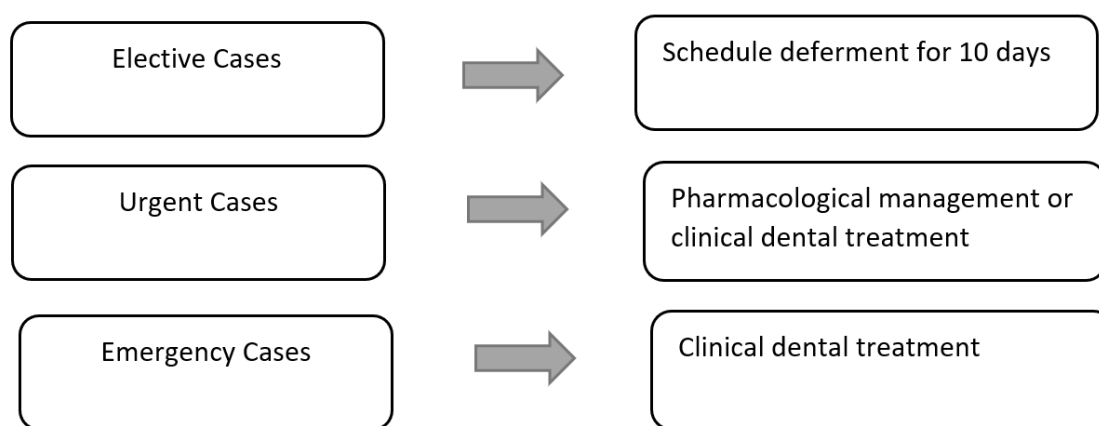 Elective Cases
Schedule deferment for 10 days
Urgent Cases
Pharmacological management or
clinical dental treatment
Emergency Cases
Clinical dental treatment